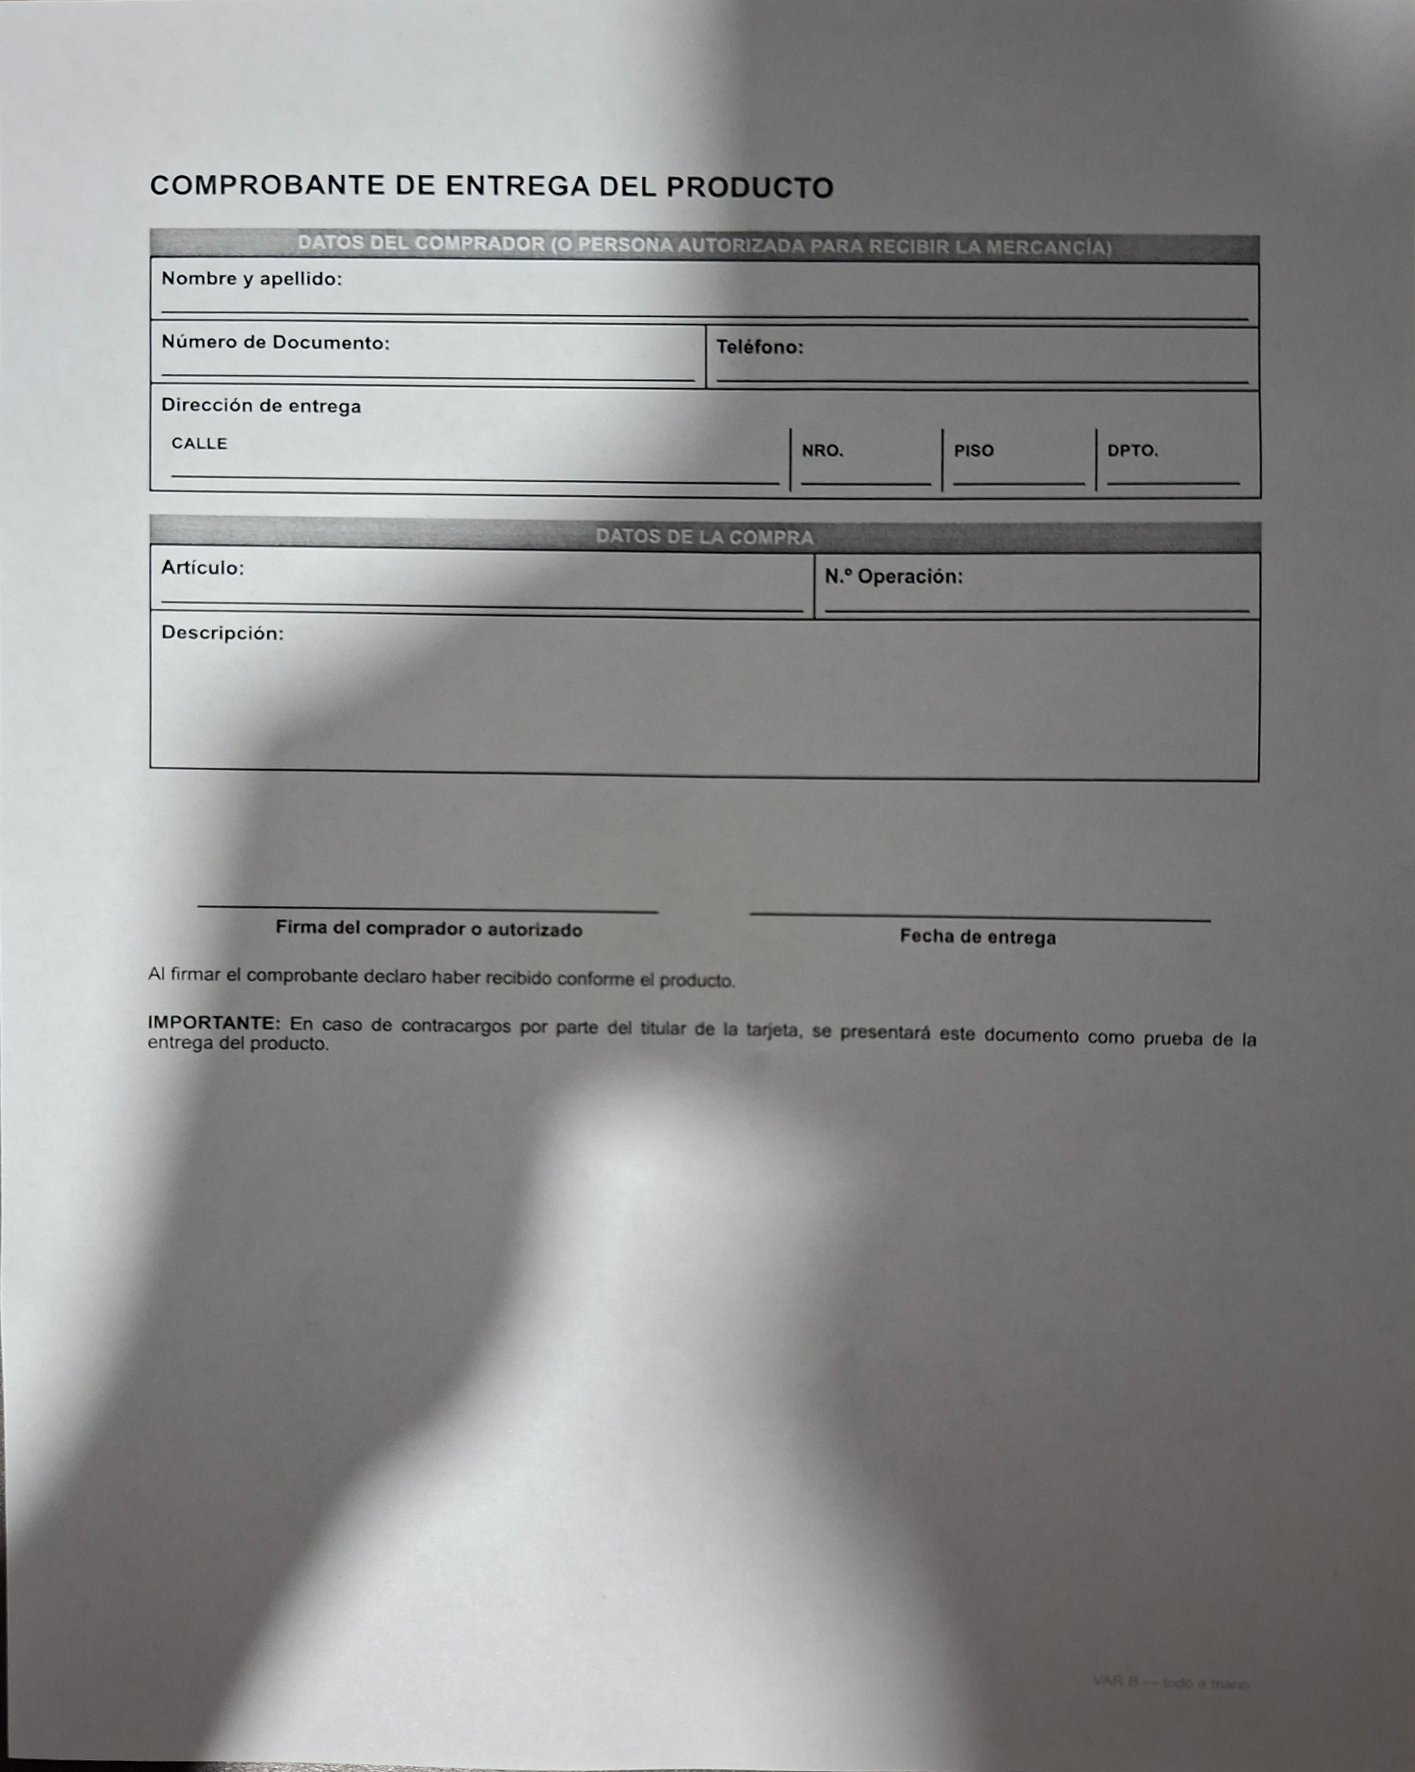 COMPROBANTE DE ENTREGA DEL PRODUCTO
DATOS DEL COMPRADOR (O PERSONA AUTORIZADA PARA RECIBIR LA MERCANCÍA)
Nombre y apellido:
Número de Documento:
Teléfono:
Dirección de entrega
CALLE
NRO.
PISO
DPTO.
DATOS DE LA COMPRA
Artículo:
N.º Operación:
Descripción:
Firma del comprador o autorizado
Fecha de entrega
Al firmar el comprobante declaro haber recibido conforme el producto.
IMPORTANTE: En caso de contracargos por parte del titular de la tarjeta, se presentará este documento como prueba de la
entrega del producto.
VAR B — todo a mano